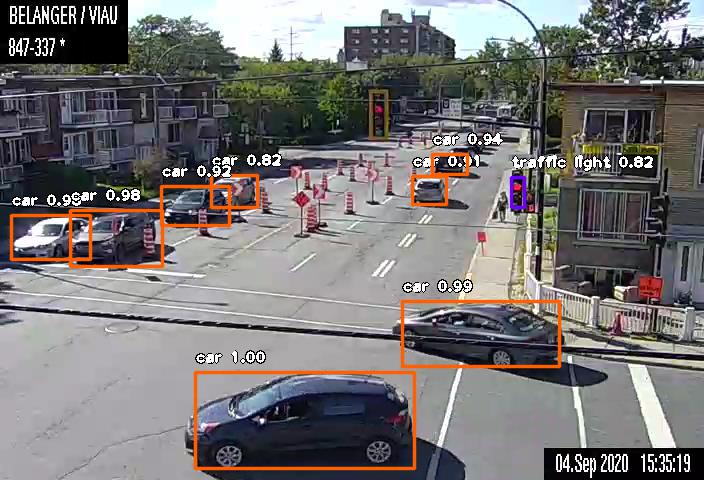 BELANGER / VIAU
847-337 *
car 0.94
car 0.82
car 0.91
traffic light 0.82
car 0.92
car 0.98
car 0.99
car 1.00
04.Sep 2020 15:35:19